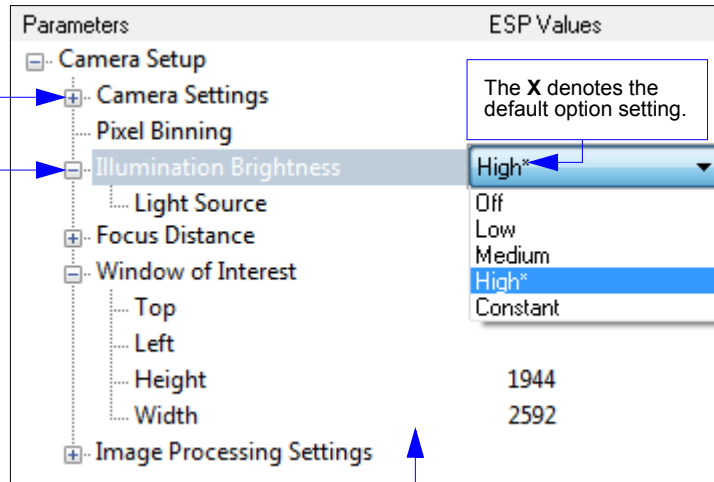 Parameters ESP Values
Camera Setup
The X denotes the
default option setting.
Camera Settings
Pixel Binning
Illumination Brightness High*
Off
Low
Medium
High*
Constant
Light Source
Focus Distance
Window of Interest
Top
Left
Height 1944
Width 2592
Image Processing Settings